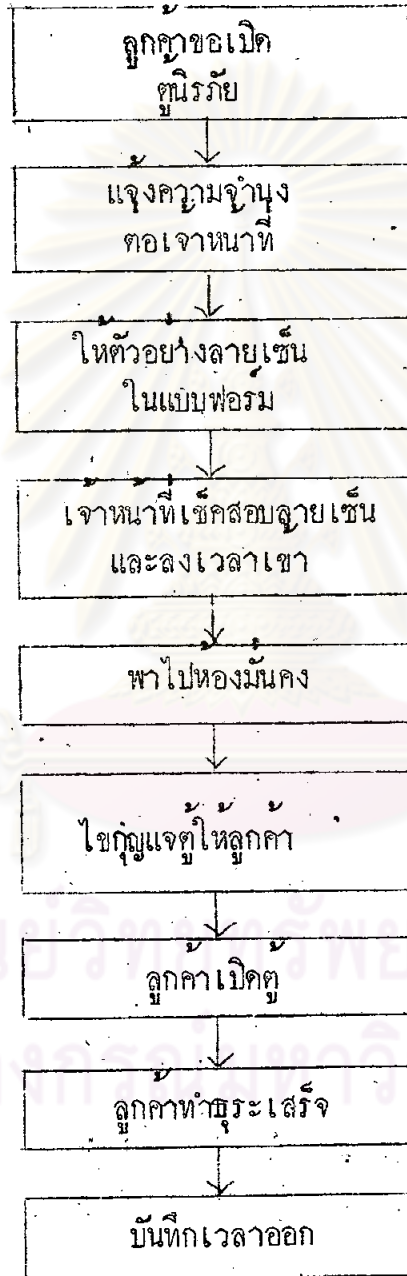 ลูกค้าขอเปิด
ตู้นิรภัย
แจ้งความจำนง
ต่อเจ้าหน้าที่
ให้ตัวอย่างลายเซ็น
ในแบบฟอร์ม
เจ้าหน้าที่เช็คสอบลายเซ็น
และลงเวลาเข้า
พาไปห้องมั่นคง
ไขกุญแจตู้ให้ลูกค้า
ลูกค้าเปิดตู้
ลูกค้าทำธุระเสร็จ
บันทึกเวลาออก